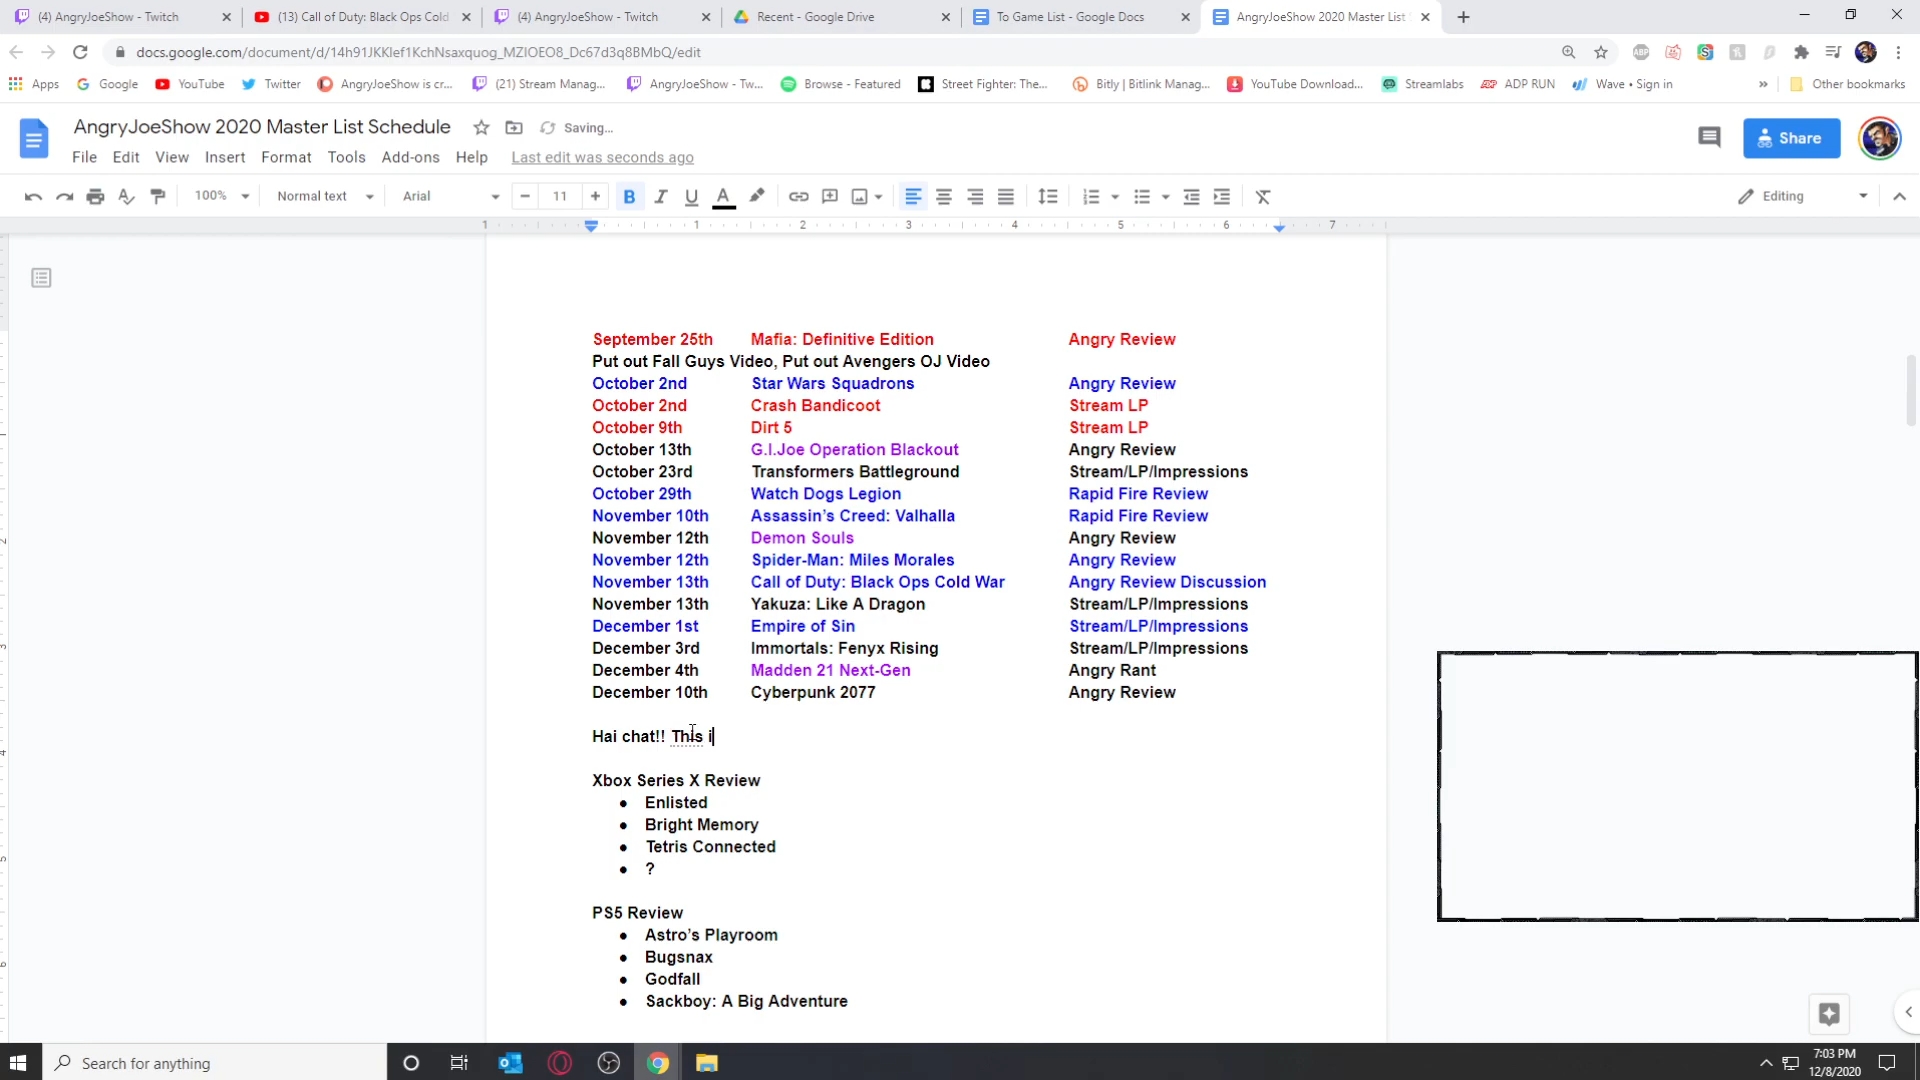 (4) AngryJoeShow - Twitch
(13) Call of Duty: Black Ops Cold
(4) AngryJoeShow - Twitch
Recent - Google Drive
To Game List - Google Docs
AngryJoeShow 2020 Master List
docs.google.com/document/d/14h91JKKlef1KchNsaxquog_MZIOEO8_Dc67d3q8BMbQ/edit
Apps Google YouTube Twitter AngryJoeShow is cr... (21) Stream Manag... AngryJoeShow - Tw... Browse - Featured Street Fighter: The... Bitly | Bitlink Manag... YouTube Download... Streamlabs ADP RUN Wave • Sign in » Other bookmarks
AngryJoeShow 2020 Master List Schedule Saving...
Share
File Edit View Insert Format Tools Add-ons Help Last edit was seconds ago
100% Normal text Arial 11 B I U A Editing
1 1 2 3 4 5 6 7
September 25th Mafia: Definitive Edition Angry Review
Put out Fall Guys Video, Put out Avengers OJ Video
October 2nd Star Wars Squadrons Angry Review
October 2nd Crash Bandicoot Stream LP
October 9th Dirt 5 Stream LP
October 13th G.I.Joe Operation Blackout Angry Review
October 23rd Transformers Battleground Stream/LP/Impressions
October 29th Watch Dogs Legion Rapid Fire Review
November 10th Assassin's Creed: Valhalla Rapid Fire Review
November 12th Demon Souls Angry Review
November 12th Spider-Man: Miles Morales Angry Review
November 13th Call of Duty: Black Ops Cold War Angry Review Discussion
November 13th Yakuza: Like A Dragon Stream/LP/Impressions
December 1st Empire of Sin Stream/LP/Impressions
December 3rd Immortals: Fenyx Rising Stream/LP/Impressions
December 4th Madden 21 Next-Gen Angry Rant
December 10th Cyberpunk 2077 Angry Review
Hai chat!! This i
Xbox Series X Review
● Enlisted
● Bright Memory
● Tetris Connected
● ?
PS5 Review
● Astro's Playroom
● Bugsnax
● Godfall
● Sackboy: A Big Adventure
Search for anything
7:03 PM
12/8/2020